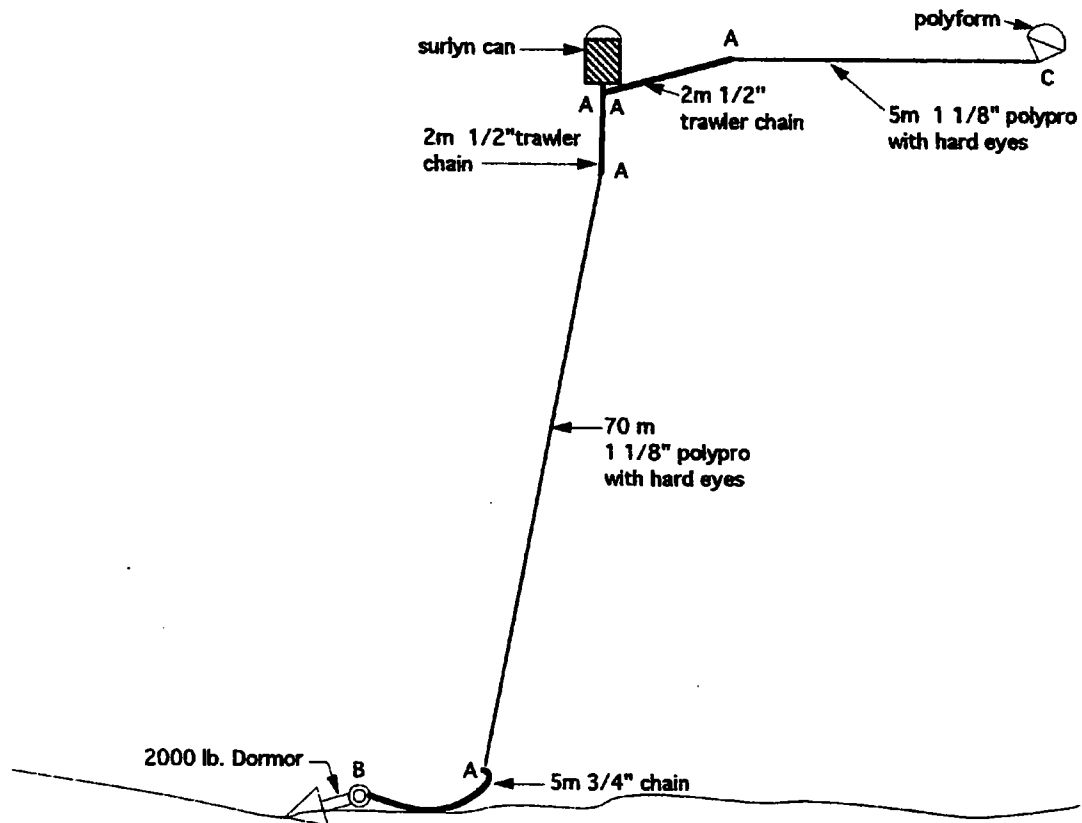 polyform
surlyn can
A
C
A A
2m 1/2"
trawler chain
5m 1 1/8" polypro
with hard eyes
2m 1/2"trawler
chain
A
70 m
1 1/8" polypro
with hard eyes
2000 lb. Dormor
B
A
5m 3/4" chain